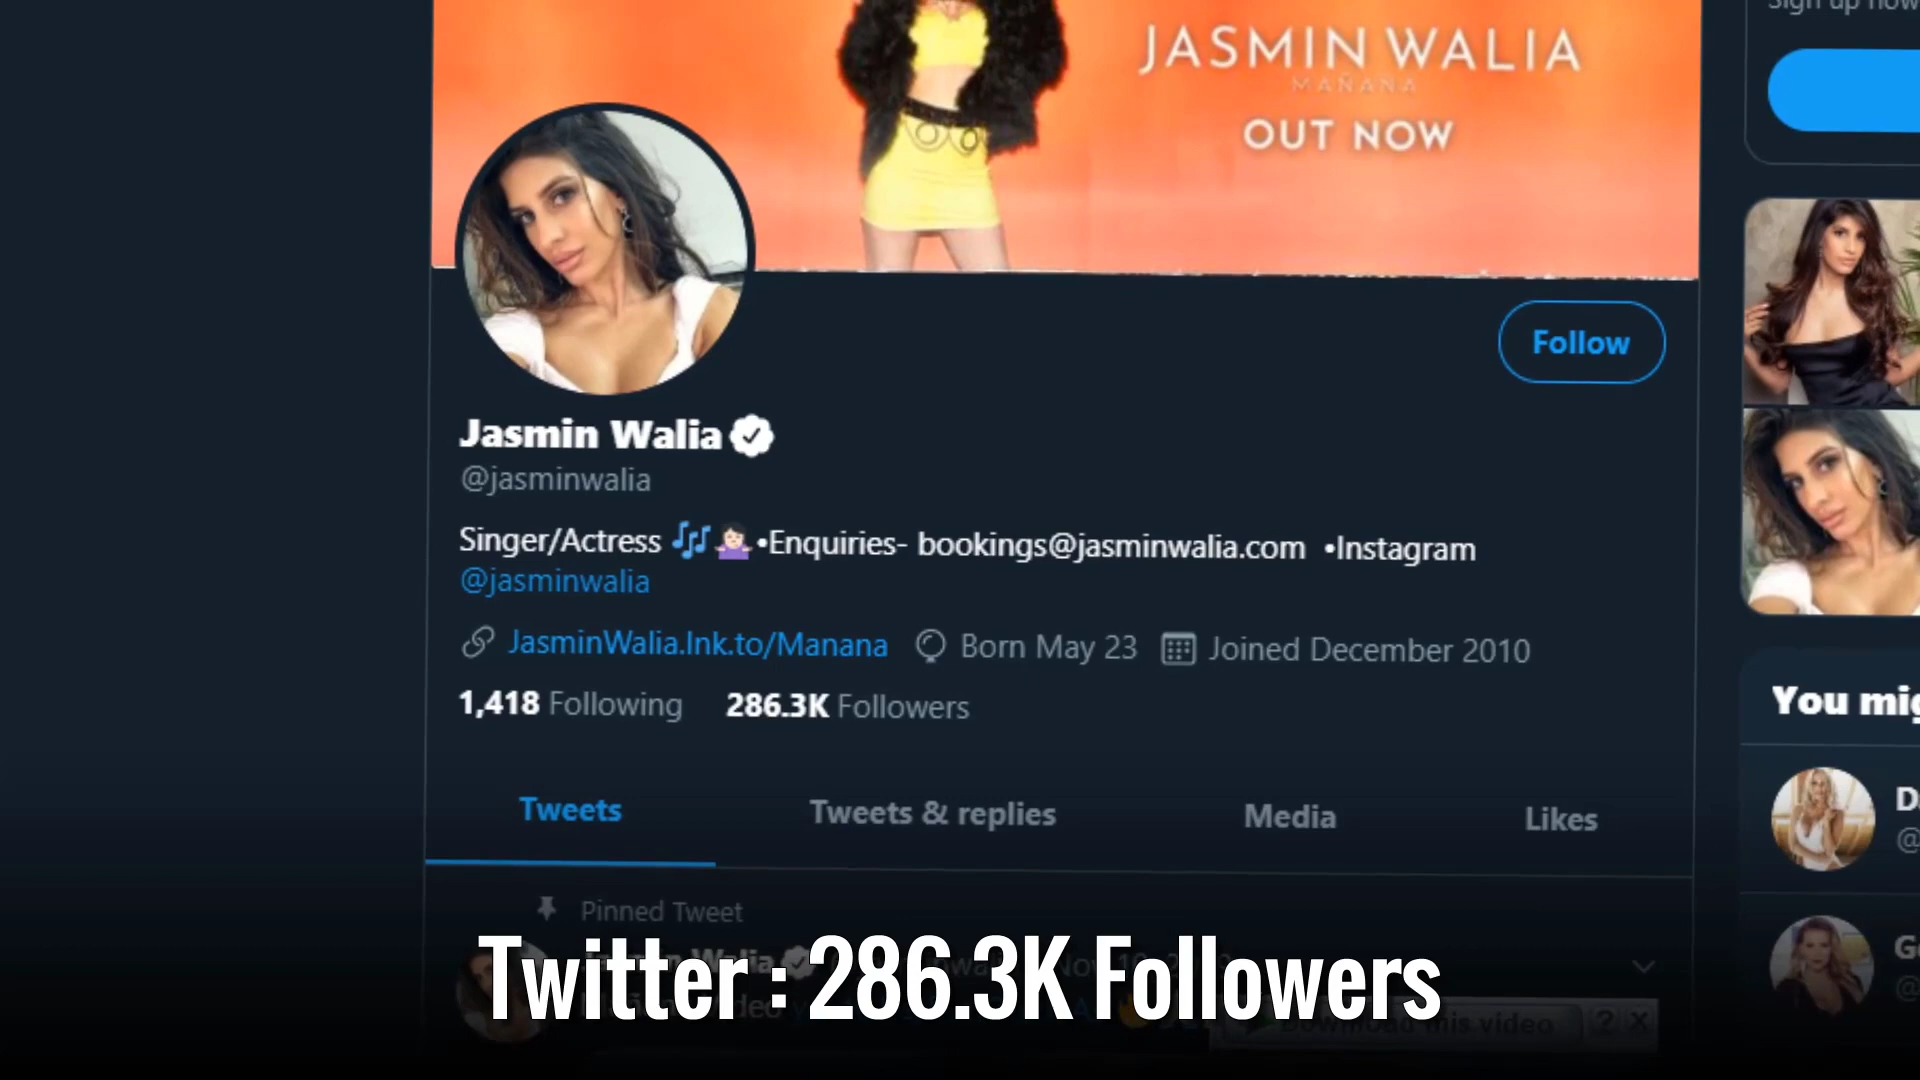 Sign up now
JASMIN WALIA
MAÑANA
OUT NOW
Follow
Jasmin Walia
@jasminwalia
Singer/Actress 🎶🤷🏻‍♀️•Enquiries- bookings@jasminwalia.com •Instagram
@jasminwalia
JasminWalia.lnk.to/Manana Born May 23 Joined December 2010
1,418 Following 286.3K Followers
You mig
Tweets Tweets & replies Media Likes
Pinned Tweet
Twitter : 286.3K Followers
Download this video ? X